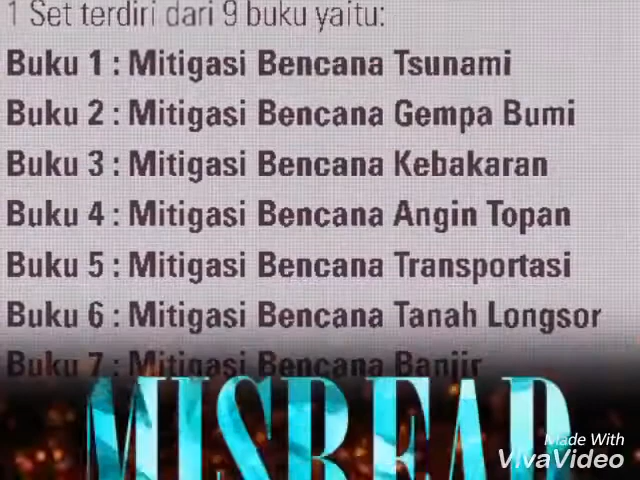 1 Set terdiri dari 9 buku yaitu:
Buku 1 : Mitigasi Bencana Tsunami
Buku 2 : Mitigasi Bencana Gempa Bumi
Buku 3 : Mitigasi Bencana Kebakaran
Buku 4 : Mitigasi Bencana Angin Topan
Buku 5 : Mitigasi Bencana Transportasi
Buku 6 : Mitigasi Bencana Tanah Longsor
Buku 7 : Mitigasi Bencana Banjir
MISREAD
Made With
VivaVideo